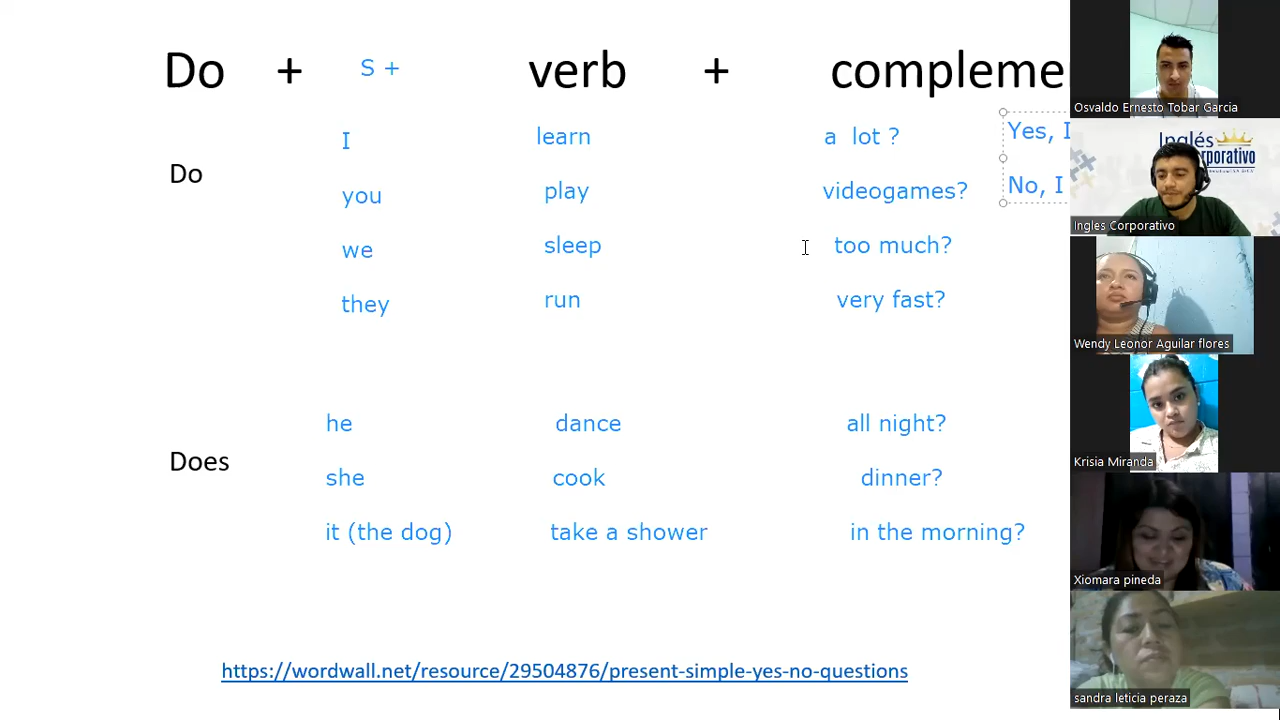 Do + S + verb + compleme
Do
I learn a lot ?
you play videogames?
we sleep too much?
they run very fast?
Yes, I
No, I
Does
he dance all night?
she cook dinner?
it (the dog) take a shower in the morning?
https://wordwall.net/resource/29504876/present-simple-yes-no-questions
Osvaldo Ernesto Tobar Garcia
Inglés
rporativo
Ingles Corporativo
Wendy Leonor Aguilar flores
Krisia Miranda
Xiomara pineda
sandra leticia peraza